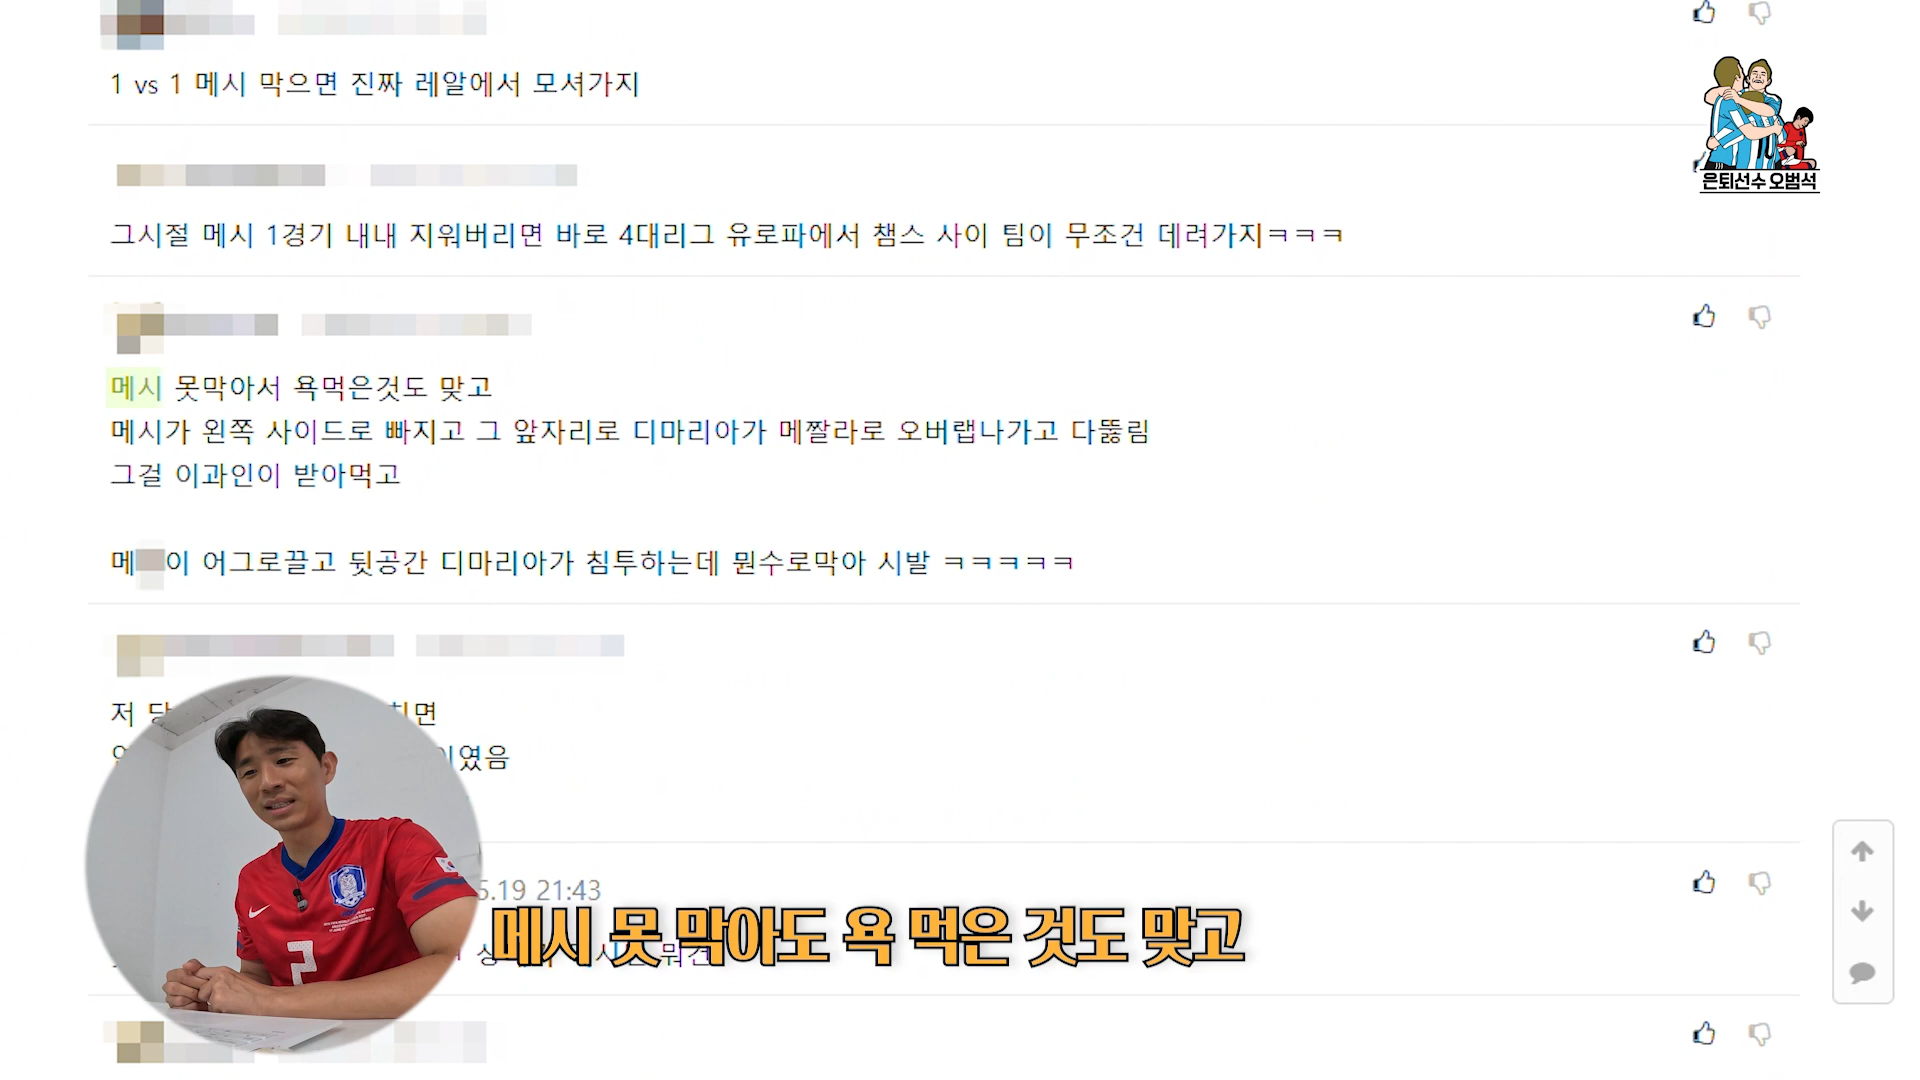 1 vs 1 메시 막으면 진짜 레알에서 모셔가지
은퇴선수 오범석
그시절 메시 1경기 내내 지워버리면 바로 4대리그 유로파에서 챔스 사이 팀이 무조건 데려가지ㅋㅋㅋ
메시 못막아서 욕먹은것도 맞고
메시가 왼쪽 사이드로 빠지고 그 앞자리로 디마리아가 메짤라로 오버랩나가고 다뚫림
그걸 이과인이 받아먹고
메 이 어그로끌고 뒷공간 디마리아가 침투하는데 뭔수로막아 시발 ㅋㅋㅋㅋㅋ
저 면
였음
5.19 21:43
메시 못 막아도 욕 먹은 것도 맞고
2